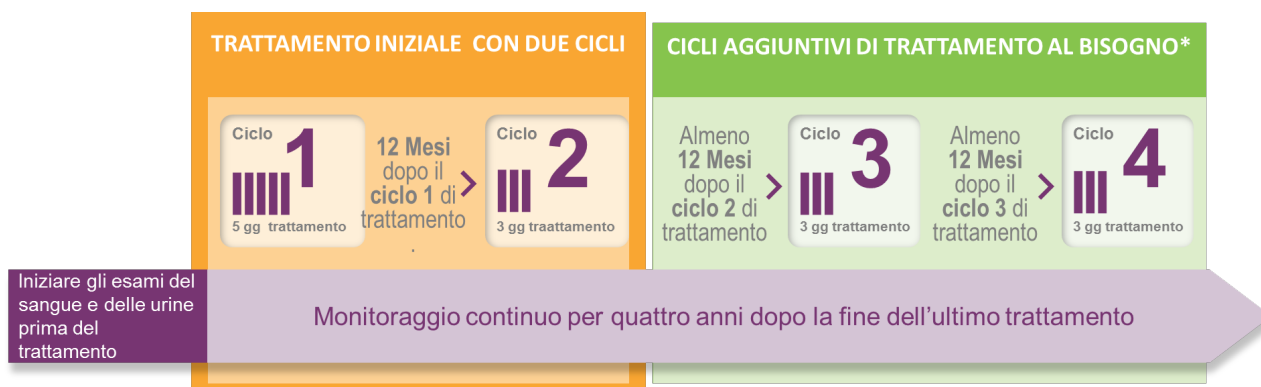 TRATTAMENTO INIZIALE CON DUE CICLI
Ciclo
1
5 gg trattamento
12 Mesi
dopo il
ciclo 1 di
trattamento
.
Ciclo
2
3 gg traattamento
CICLI AGGIUNTIVI DI TRATTAMENTO AL BISOGNO*
Almeno
12 Mesi
dopo il
ciclo 2 di
trattamento
Ciclo
3
3 gg trattamento
Almeno
12 Mesi
dopo il
ciclo 3 di
trattamento
Ciclo
4
3 gg trattamento
Iniziare gli esami del
sangue e delle urine
prima del
trattamento
Monitoraggio continuo per quattro anni dopo la fine dell’ultimo trattamento